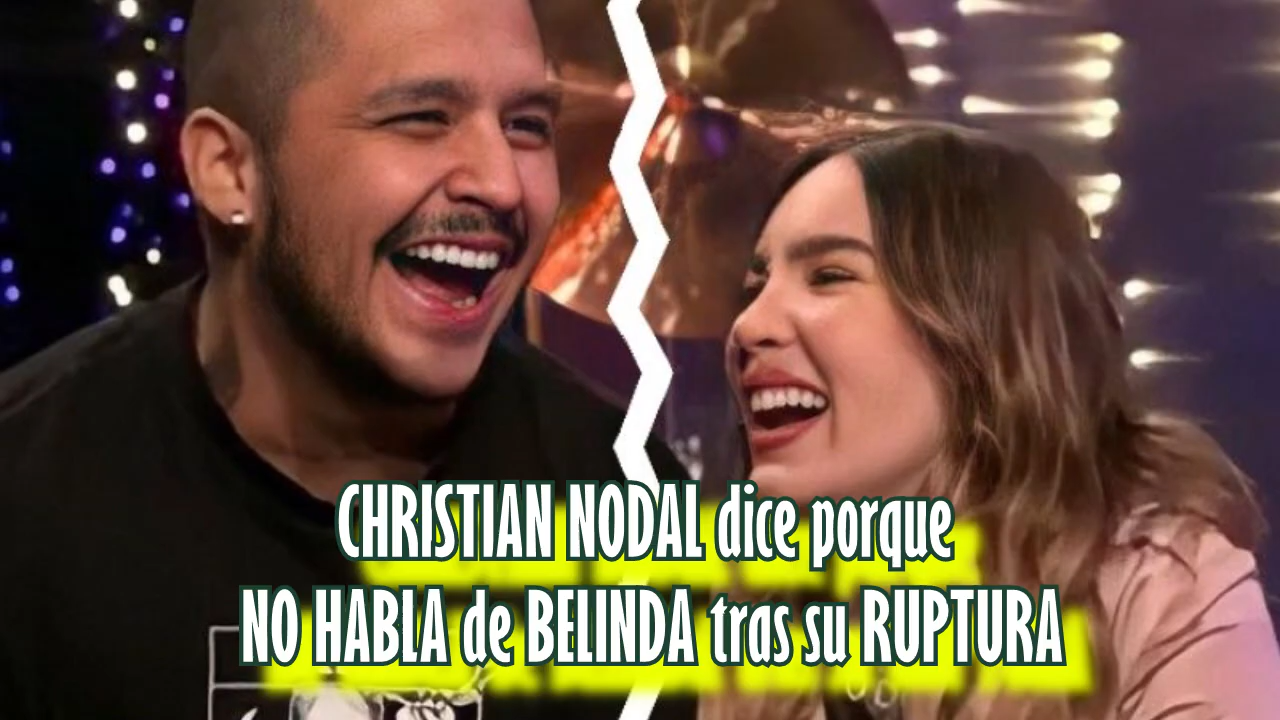 CHRISTIAN NODAL dice porque
NO HABLA de BELINDA tras su RUPTURA